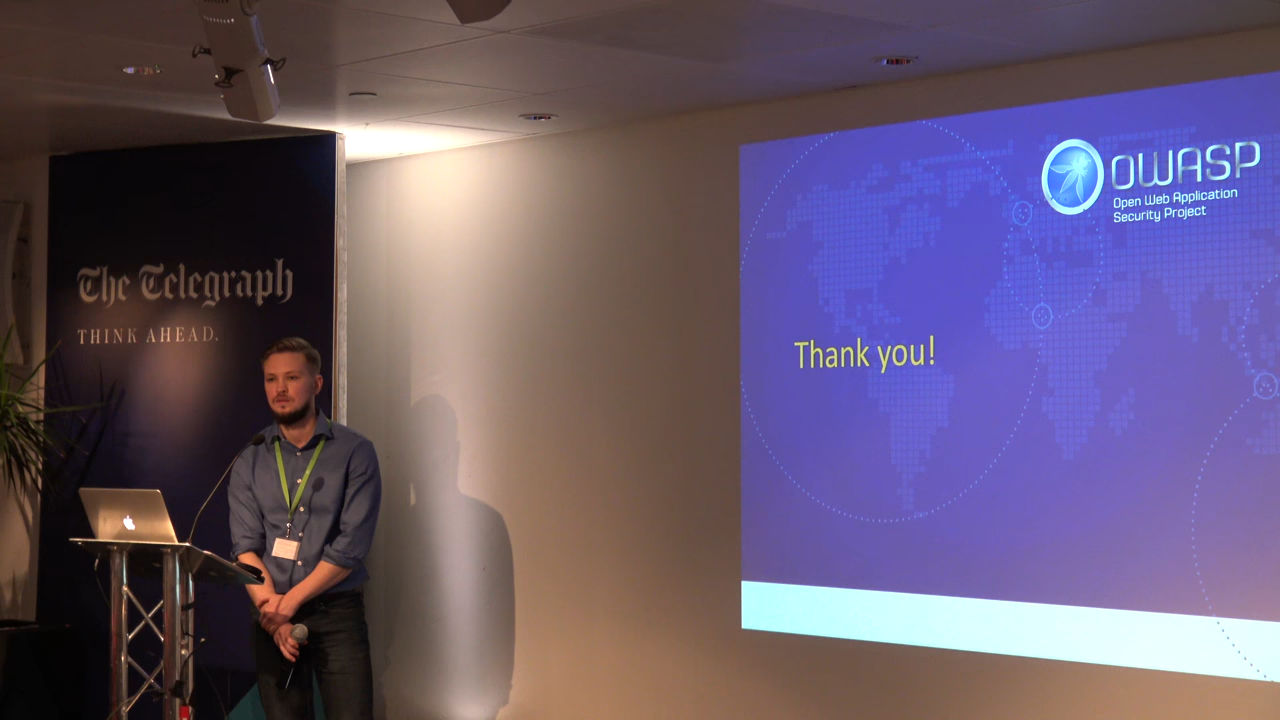 The Telegraph
THINK AHEAD.
OWASP
Open Web Application
Security Project
Thank you!